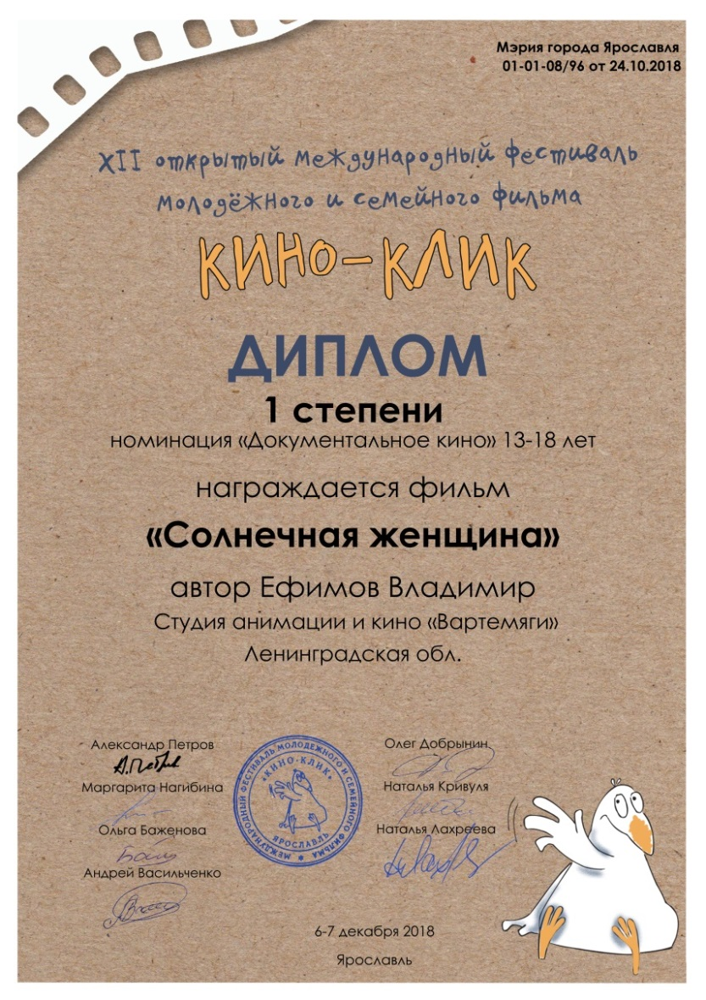 Мэрия города Ярославля
01-01-08/96 от 24.10.2018
XII открытый международный фестиваль
молодёжного и семейного фильма
КИНО-КЛИК
ДИПЛОМ
1 степени
номинация «Документальное кино» 13-18 лет
награждается фильм
«Солнечная женщина»
автор Ефимов Владимир
Студия анимации и кино «Вартемяги»
Ленинградская обл.
Александр Петров
А.Петров
Маргарита Нагибина
Ольга Баженова
Андрей Васильченко
МЕЖДУНАРОДНЫЙ ФЕСТИВАЛЬ МОЛОДЕЖНОГО И СЕМЕЙНОГО ФИЛЬМА
«КИНО-КЛИК»
ЯРОСЛАВЛЬ
Олег Добрынин
Наталья Кривуля
Наталья Лахреева
6-7 декабря 2018
Ярославль